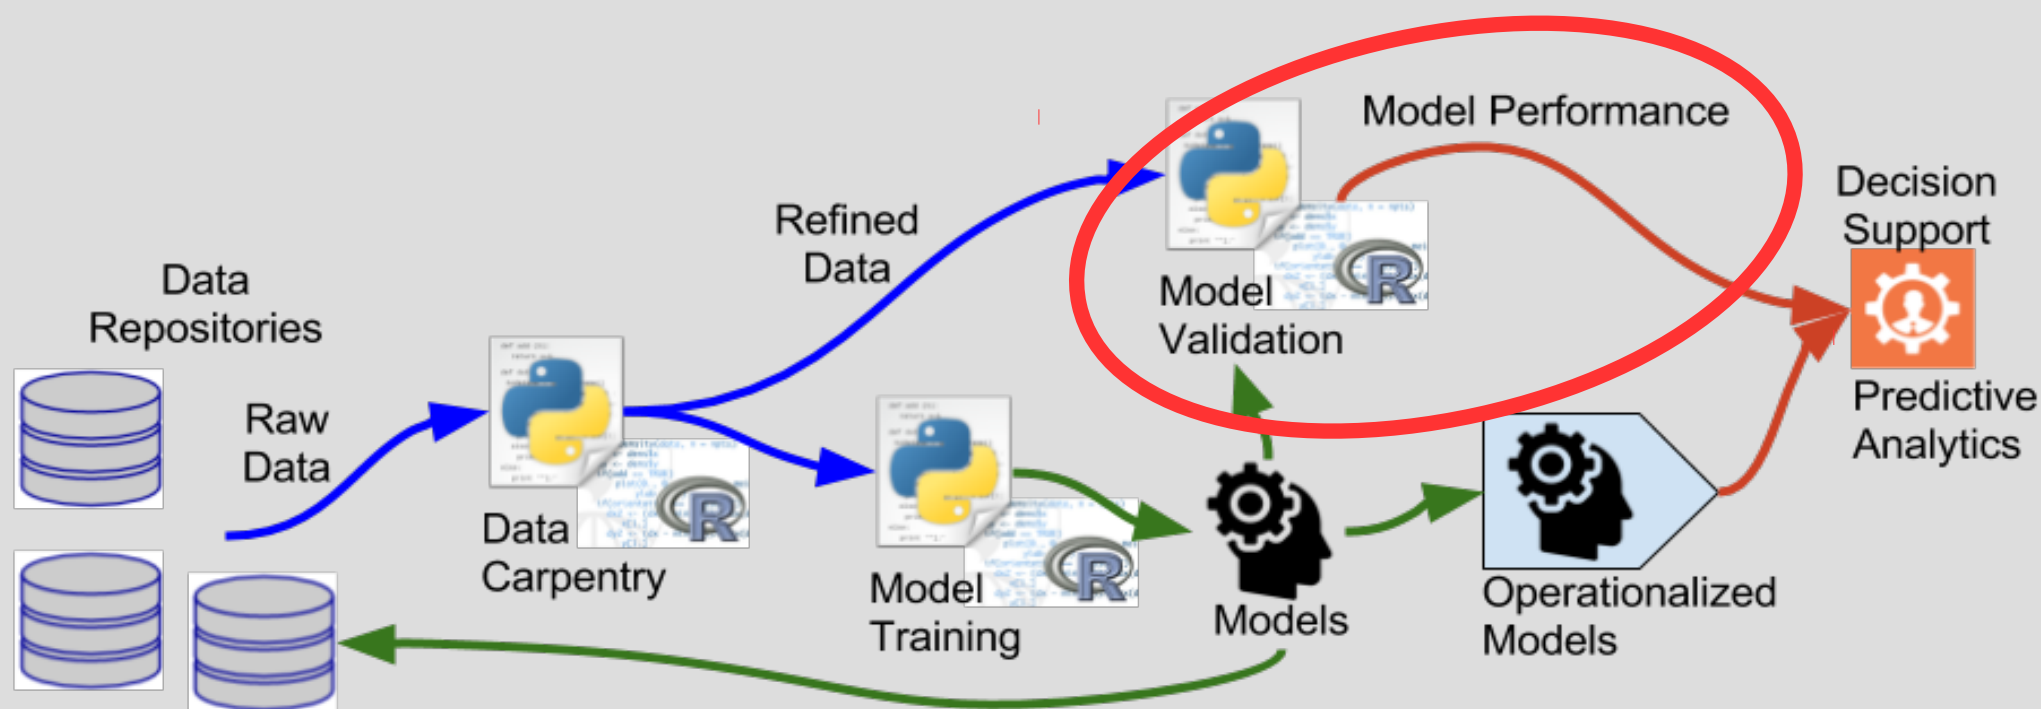 Data
Repositories
Raw
Data
Data
Carpentry
Refined
Data
Model
Training
Model
Validation
Model Performance
Models
Operationalized
Models
Decision
Support
Predictive
Analytics
R
R
R